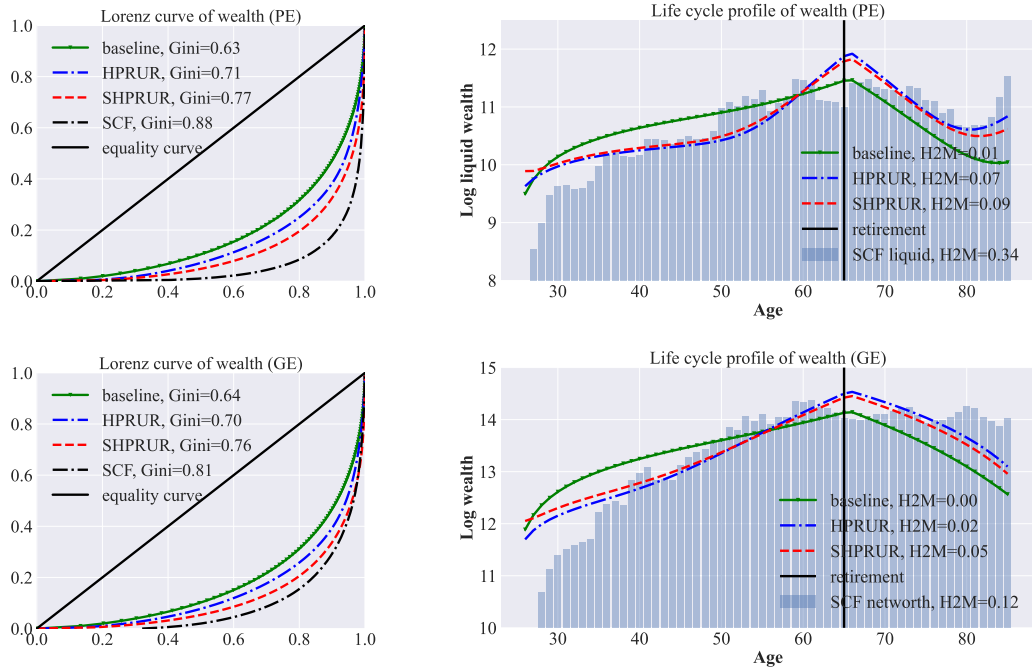 Lorenz curve of wealth (PE)
1.0
0.8
0.6
0.4
0.2
0.0
0.0 0.2 0.4 0.6 0.8 1.0
baseline, Gini=0.63
HPRUR, Gini=0.71
SHPRUR, Gini=0.77
SCF, Gini=0.88
equality curve
Life cycle profile of wealth (PE)
Log liquid wealth
12
11
10
9
8
30 40 50 60 70 80
Age
baseline, H2M=0.01
HPRUR, H2M=0.07
SHPRUR, H2M=0.09
retirement
SCF liquid, H2M=0.34
Lorenz curve of wealth (GE)
1.0
0.8
0.6
0.4
0.2
0.0
0.0 0.2 0.4 0.6 0.8 1.0
baseline, Gini=0.64
HPRUR, Gini=0.70
SHPRUR, Gini=0.76
SCF, Gini=0.81
equality curve
Life cycle profile of wealth (GE)
Log wealth
15
14
13
12
11
10
30 40 50 60 70 80
Age
baseline, H2M=0.00
HPRUR, H2M=0.02
SHPRUR, H2M=0.05
retirement
SCF networth, H2M=0.12